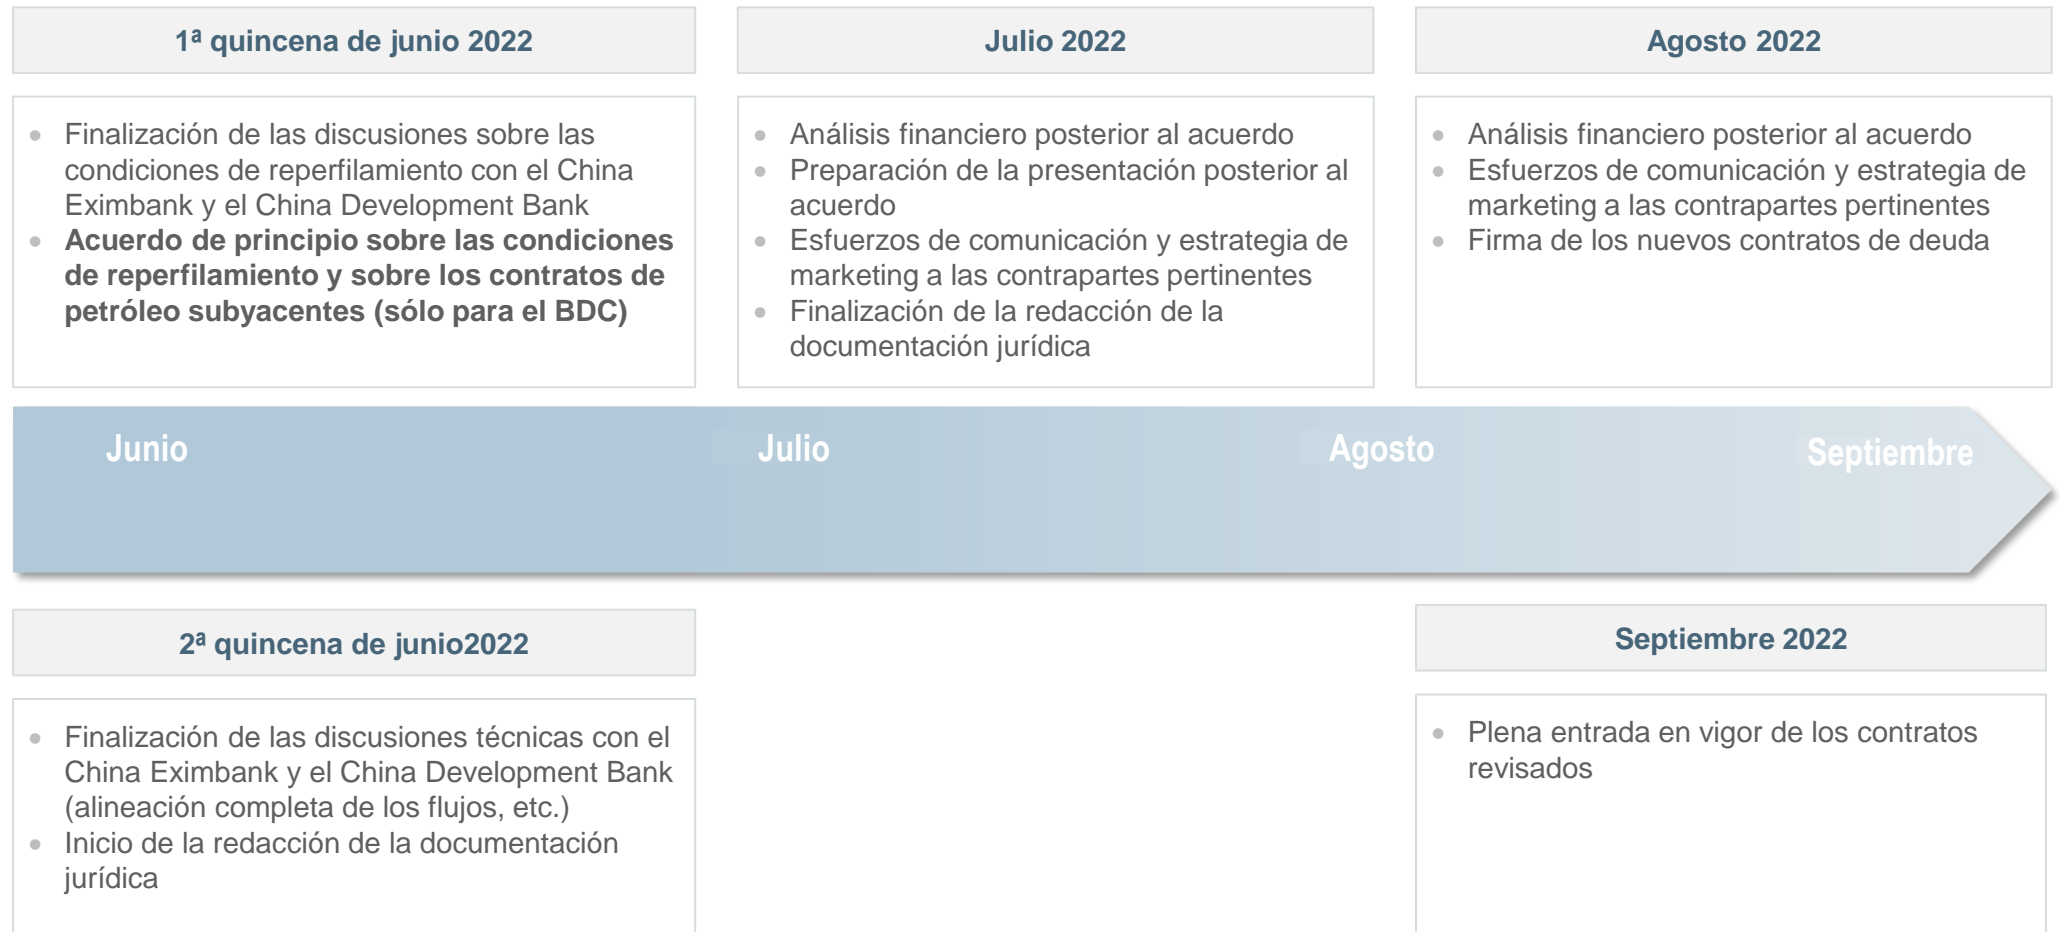 1ª quincena de junio 2022
Finalización de las discusiones sobre las
condiciones de reperfilamiento con el China
Eximbank y el China Development Bank
Acuerdo de principio sobre las condiciones
de reperfilamiento y sobre los contratos de
petróleo subyacentes (sólo para el BDC)
Julio 2022
Análisis financiero posterior al acuerdo
Preparación de la presentación posterior al
acuerdo
Esfuerzos de comunicación y estrategia de
marketing a las contrapartes pertinentes
Finalización de la redacción de la
documentación jurídica
Agosto 2022
Análisis financiero posterior al acuerdo
Esfuerzos de comunicación y estrategia de
marketing a las contrapartes pertinentes
Firma de los nuevos contratos de deuda
Junio
Julio
Agosto
Septiembre
2ª quincena de junio2022
Finalización de las discusiones técnicas con el
China Eximbank y el China Development Bank
(alineación completa de los flujos, etc.)
Inicio de la redacción de la documentación
jurídica
Septiembre 2022
Plena entrada en vigor de los contratos
revisados